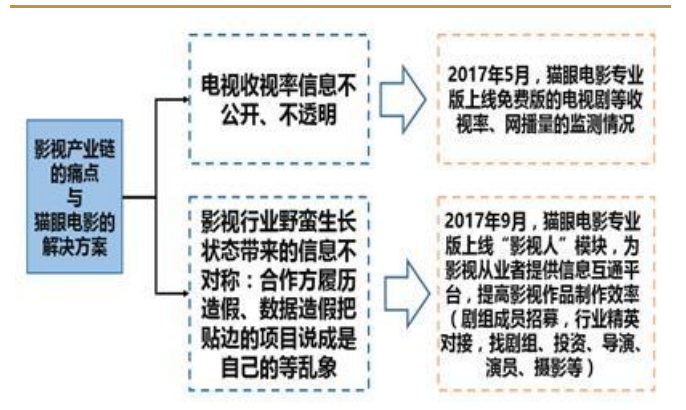 影视产业链
的痛点
与
猫眼电影的
解决方案
电视收视率信息不
公开、不透明
2017年5月，猫眼电影专业
版上线免费版的电视剧等收
视率、网播量的监测情况
影视行业野蛮生长
状态带来的信息不
对称：合作方履历
造假、数据造假把
贴边的项目说成是
自己的等乱象
2017年9月，猫眼电影专业
版上线“影视人”模块，为
影视从业者提供信息互通平
台，提高影视作品制作效率
（剧组成员招募，行业精英
对接，找剧组、投资、导演、
演员、摄影等）